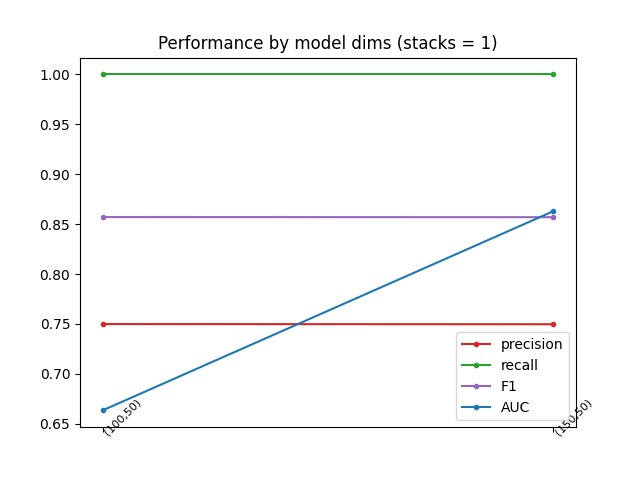 Performance by model dims (stacks = 1)
1.00
0.95
0.90
0.85
0.80
0.75
0.70
0.65
precision
recall
F1
AUC
(100,50)
(150,50)